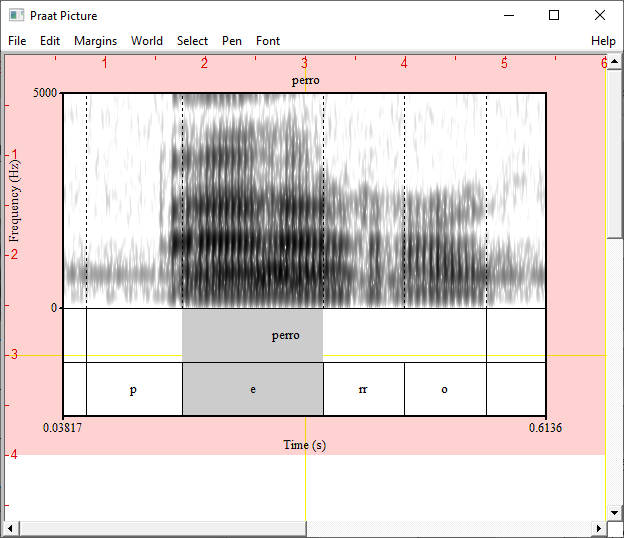 Praat Picture
File Edit Margins World Select Pen Font Help
1 2 3 4 5 6
perro
5000
Frequency (Hz)
0
1
2
3
4
perro
p e rr o
0.03817 0.6136
Time (s)